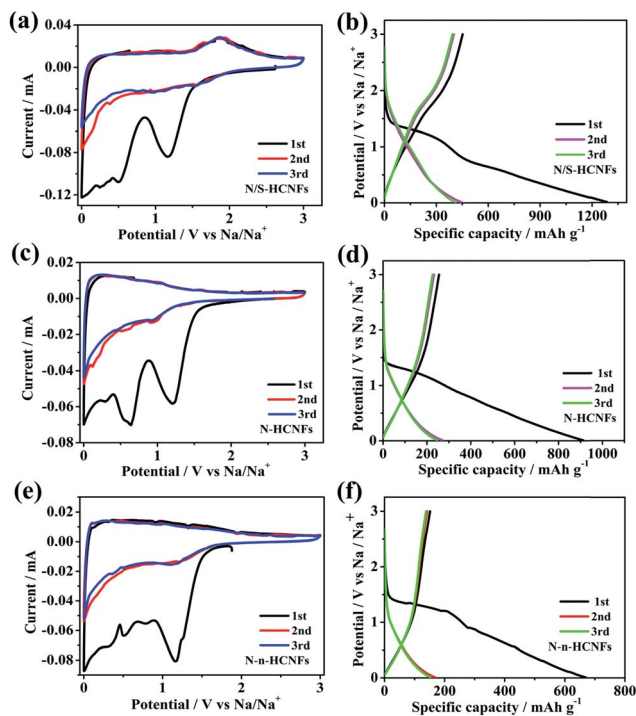 (a)
0.04
0.00
-0.04
-0.08
-0.12
Current / mA
1st
2nd
3rd
N/S-HCNFs
0 1 2 3
Potential / V vs Na/Na+
(b)
3
2
1
0
Potential, V vs Na / Na+
1st
2nd
3rd
N/S-HCNFs
0 300 600 900 1200
Specific capacity / mAh g-1
(c)
0.02
0.00
-0.02
-0.04
-0.06
-0.08
Current / mA
1st
2nd
3rd
N-HCNFs
0 1 2 3
Potential / V vs Na/Na+
(d)
3
2
1
0
Potential / V vs Na / Na+
1st
2nd
3rd
N-HCNFs
0 200 400 600 800 1000
Specific capacity / mAh g-1
(e)
0.04
0.00
-0.04
-0.08
Current / mA
1st
2nd
3rd
N-n-HCNFs
0 1 2 3
Potential / V vs Na/Na+
(f)
3
2
1
0
Potential / V vs Na / Na+
1st
2nd
3rd
N-n-HCNFs
0 200 400 600 800
Specific capacity / mAh g-1